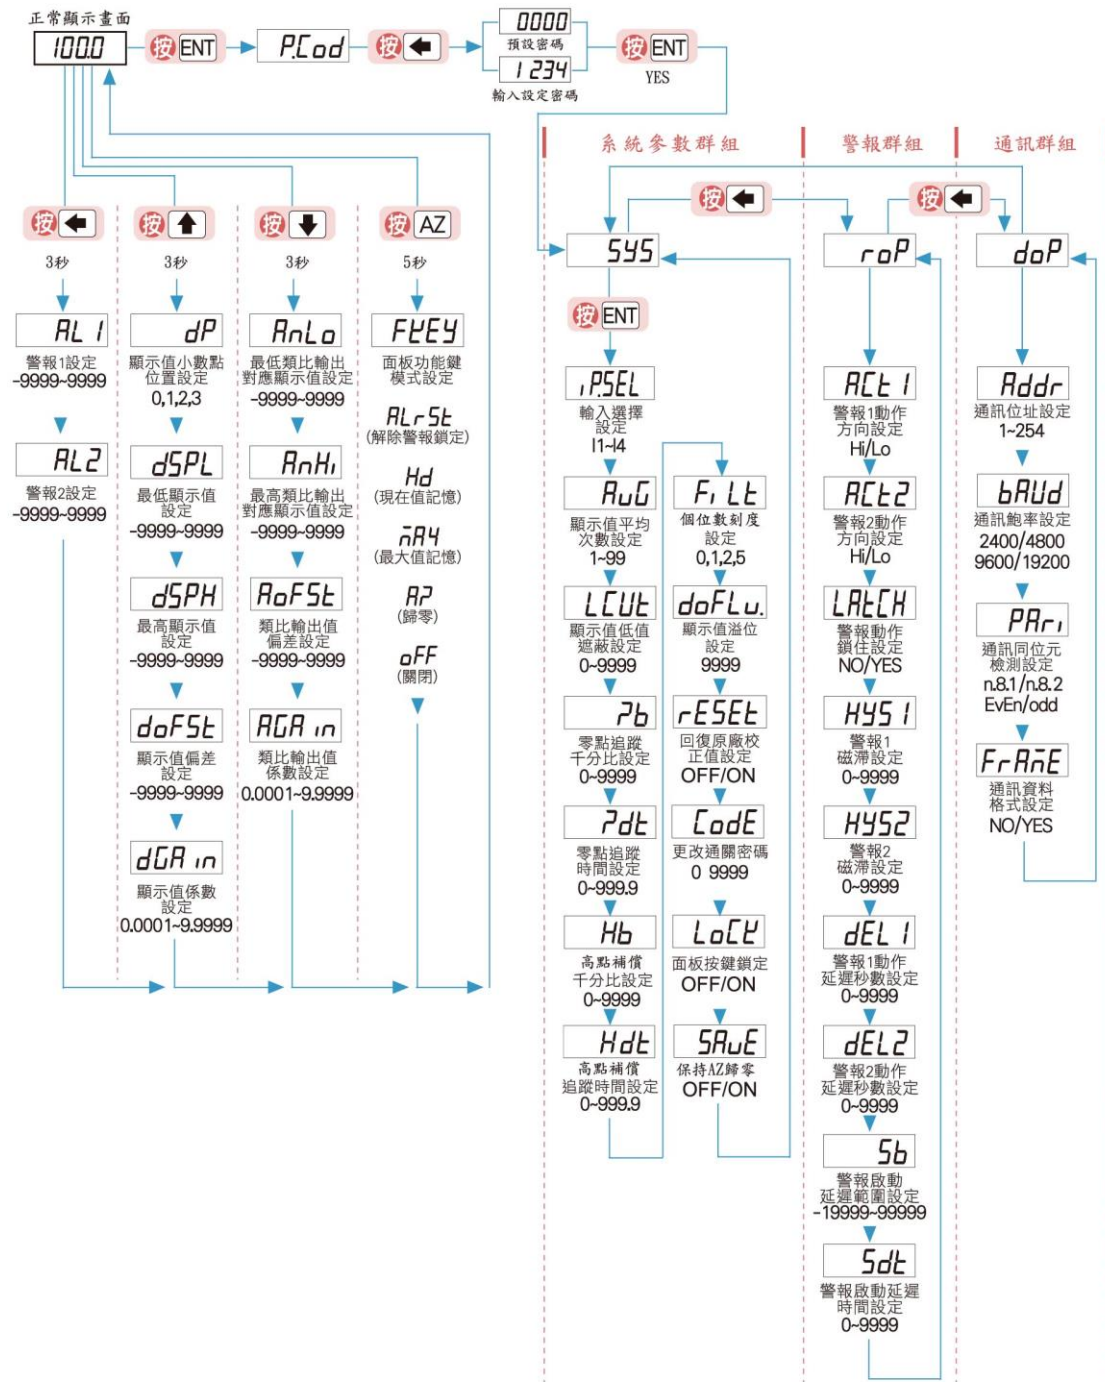 正常顯示畫面
100.0
按 ENT
P.Cod
按
0000
預設密碼
1234
輸入設定密碼
按 ENT
YES
系統參數群組
警報群組
通訊群組
按
3秒
AL1
警報1設定
-9999~9999
AL2
警報2設定
-9999~9999
按
3秒
dP
顯示值小數點
位置設定
0,1,2,3
dSPL
最低顯示值
設定
-9999~9999
dSPH
最高顯示值
設定
-9999~9999
doFSt
顯示值偏差
設定
-9999~9999
dGAin
顯示值係數
設定
0.0001~9.9999
按
3秒
AnLo
最低類比輸出
對應顯示值設定
-9999~9999
AnHi
最高類比輸出
對應顯示值設定
-9999~9999
AoFSt
類比輸出值
偏差設定
-9999~9999
AGAin
類比輸出值
係數設定
0.0001~9.9999
按 AZ
5秒
FKEY
面板功能鍵
模式設定
ALrSt
(解除警報鎖定)
Hd
(現在值記憶)
mAX
(最大值記憶)
AZ
(歸零)
oFF
(關閉)
按
按
SYS
按 ENT
iP.SEL
輸入選擇
設定
I1~I4
AvG
顯示值平均
次數設定
1~99
LCUt
顯示值低值
遮蔽設定
0~9999
Zb
零點追蹤
千分比設定
0~9999
Zdt
零點追蹤
時間設定
0~999.9
Hb
高點補償
千分比設定
0~9999
Hdt
高點補償
追蹤時間設定
0~999.9
FiLt
個位數刻度
設定
0,1,2,5
doFLv.
顯示值溢位
設定
9999
rESEt
回復原廠校
正值設定
OFF/ON
CodE
更改通關密碼
0 9999
LoCK
面板按鍵鎖定
OFF/ON
SAvE
保持AZ歸零
OFF/ON
roP
ACt1
警報1動作
方向設定
Hi/Lo
ACt2
警報2動作
方向設定
Hi/Lo
LAtCH
警報動作
鎖住設定
NO/YES
HYS1
警報1
磁滯設定
0~9999
HYS2
警報2
磁滯設定
0~9999
dEL1
警報1動作
延遲秒數設定
0~9999
dEL2
警報2動作
延遲秒數設定
0~9999
Sb
警報啟動
延遲範圍設定
-19999~99999
Sdt
警報啟動延遲
時間設定
0~9999
doP
Addr
通訊位址設定
1~254
bAUd
通訊鮑率設定
2400/4800
9600/19200
PAri
通訊同位元
檢測設定
n.8.1/n.8.2
EvEn/odd
FrAmE
通訊資料
格式設定
NO/YES